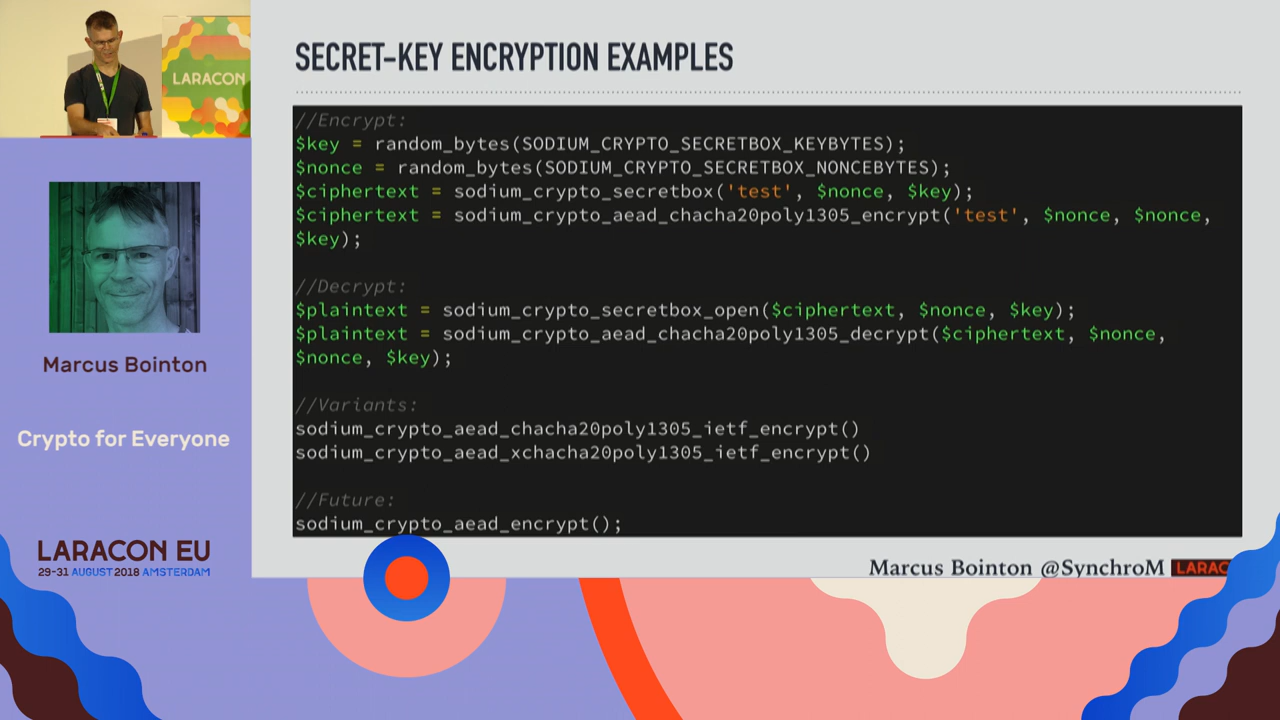 LARACON
SECRET-KEY ENCRYPTION EXAMPLES
//Encrypt:
$key = random_bytes(SODIUM_CRYPTO_SECRETBOX_KEYBYTES);
$nonce = random_bytes(SODIUM_CRYPTO_SECRETBOX_NONCEBYTES);
$ciphertext = sodium_crypto_secretbox('test', $nonce, $key);
$ciphertext = sodium_crypto_aead_chacha20poly1305_encrypt('test', $nonce, $nonce,
$key);
//Decrypt:
$plaintext = sodium_crypto_secretbox_open($ciphertext, $nonce, $key);
$plaintext = sodium_crypto_aead_chacha20poly1305_decrypt($ciphertext, $nonce,
$nonce, $key);
//Variants:
sodium_crypto_aead_chacha20poly1305_ietf_encrypt()
sodium_crypto_aead_xchacha20poly1305_ietf_encrypt()
//Future:
sodium_crypto_aead_encrypt();
Marcus Bointon @SynchroM LARAC
Marcus Bointon
Crypto for Everyone
LARACON EU
29-31 AUGUST 2018 AMSTERDAM